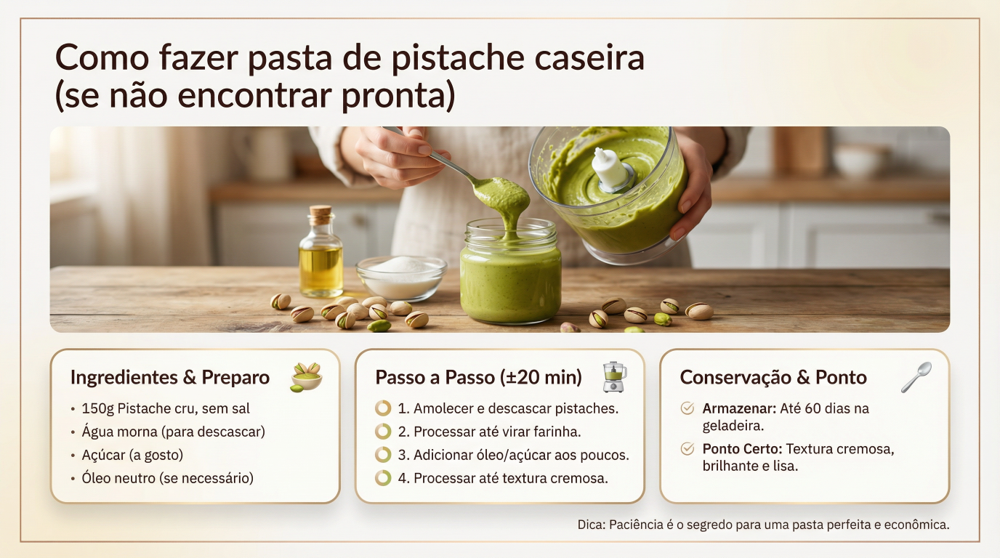 Como fazer pasta de pistache caseira
(se não encontrar pronta)
Ingredientes & Preparo
• 150g Pistache cru, sem sal
• Água morna (para descascar)
• Açúcar (a gosto)
• Óleo neutro (se necessário)
Passo a Passo (±20 min)
1. Amolecer e descascar pistaches.
2. Processar até virar farinha.
3. Adicionar óleo/açúcar aos poucos.
4. Processar até textura cremosa.
Conservação & Ponto
Armazenar: Até 60 dias na
geladeira.
Ponto Certo: Textura cremosa,
brilhante e lisa.
Dica: Paciência é o segredo para uma pasta perfeita e econômica.